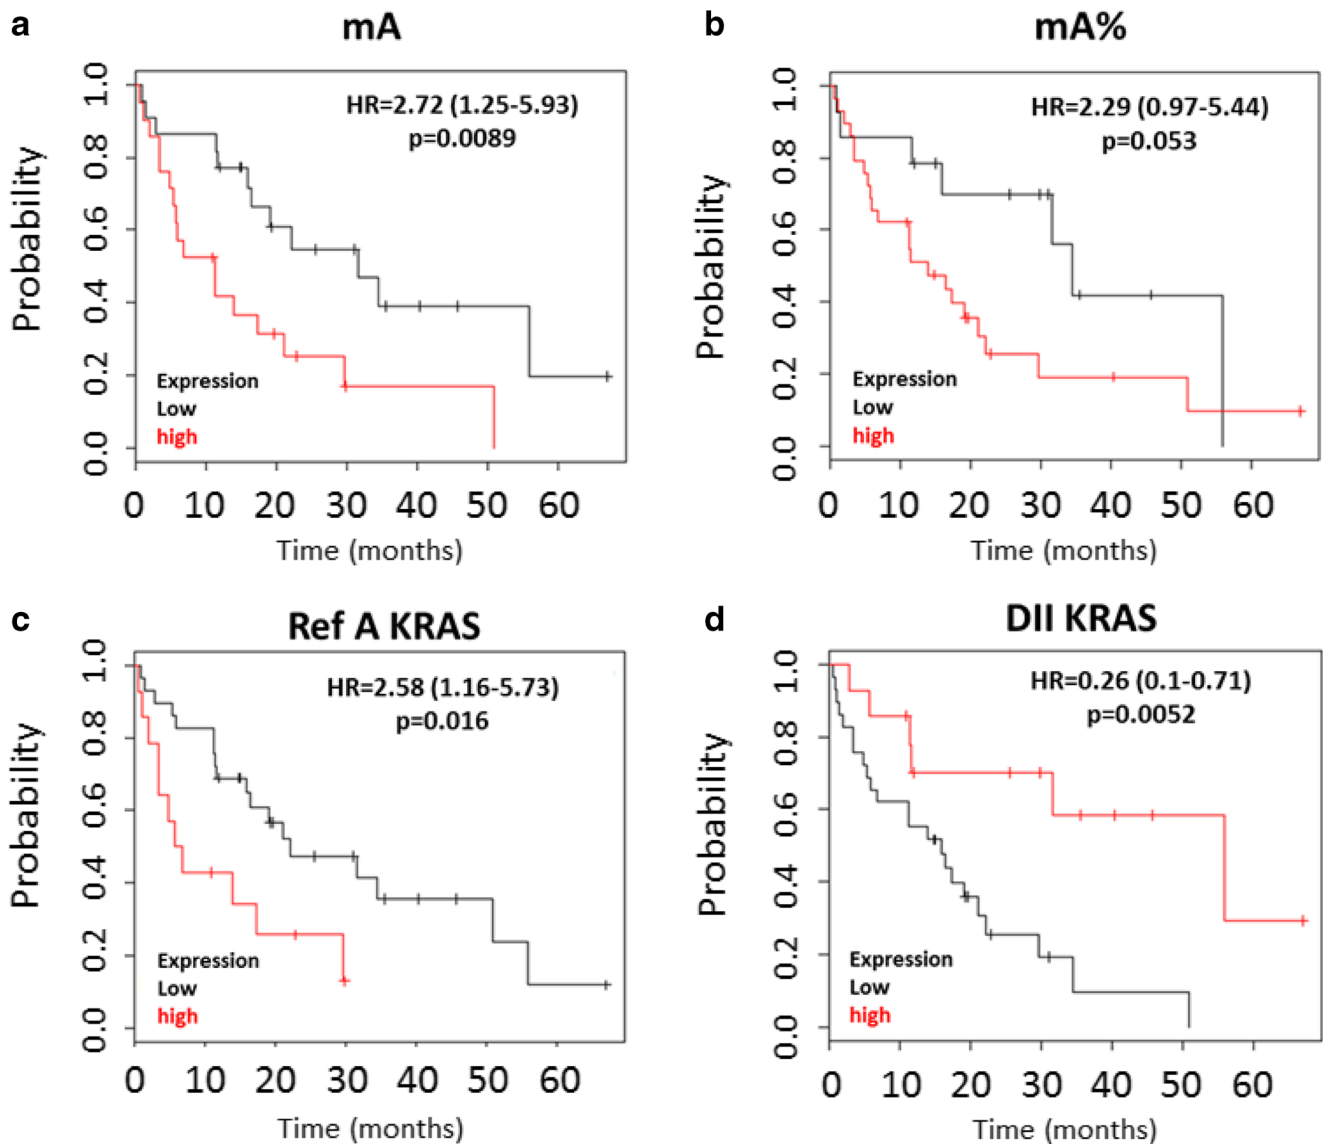 a
mA
1.0
0.8
0.6
0.4
0.2
0.0
Probability
HR=2.72 (1.25-5.93)
p=0.0089
Expression
Low
high
0 10 20 30 40 50 60
Time (months)
b
mA%
1.0
0.8
0.6
0.4
0.2
0.0
Probability
HR=2.29 (0.97-5.44)
p=0.053
Expression
Low
high
0 10 20 30 40 50 60
Time (months)
c
Ref A KRAS
1.0
0.8
0.6
0.4
0.2
0.0
Probability
HR=2.58 (1.16-5.73)
p=0.016
Expression
Low
high
0 10 20 30 40 50 60
Time (months)
d
DII KRAS
1.0
0.8
0.6
0.4
0.2
0.0
Probability
HR=0.26 (0.1-0.71)
p=0.0052
Expression
Low
high
0 10 20 30 40 50 60
Time (months)